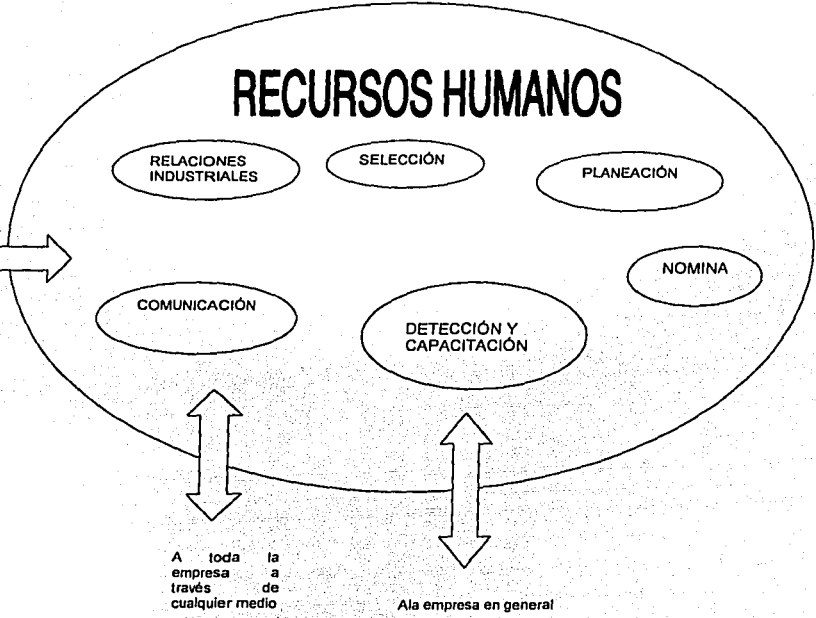 RECURSOS HUMANOS
RELACIONES
INDUSTRIALES
SELECCIÓN
PLANEACIÓN
NOMINA
COMUNICACIÓN
DETECCIÓN Y
CAPACITACIÓN
A toda la
empresa a
través de
cualquier medio
Ala empresa en general